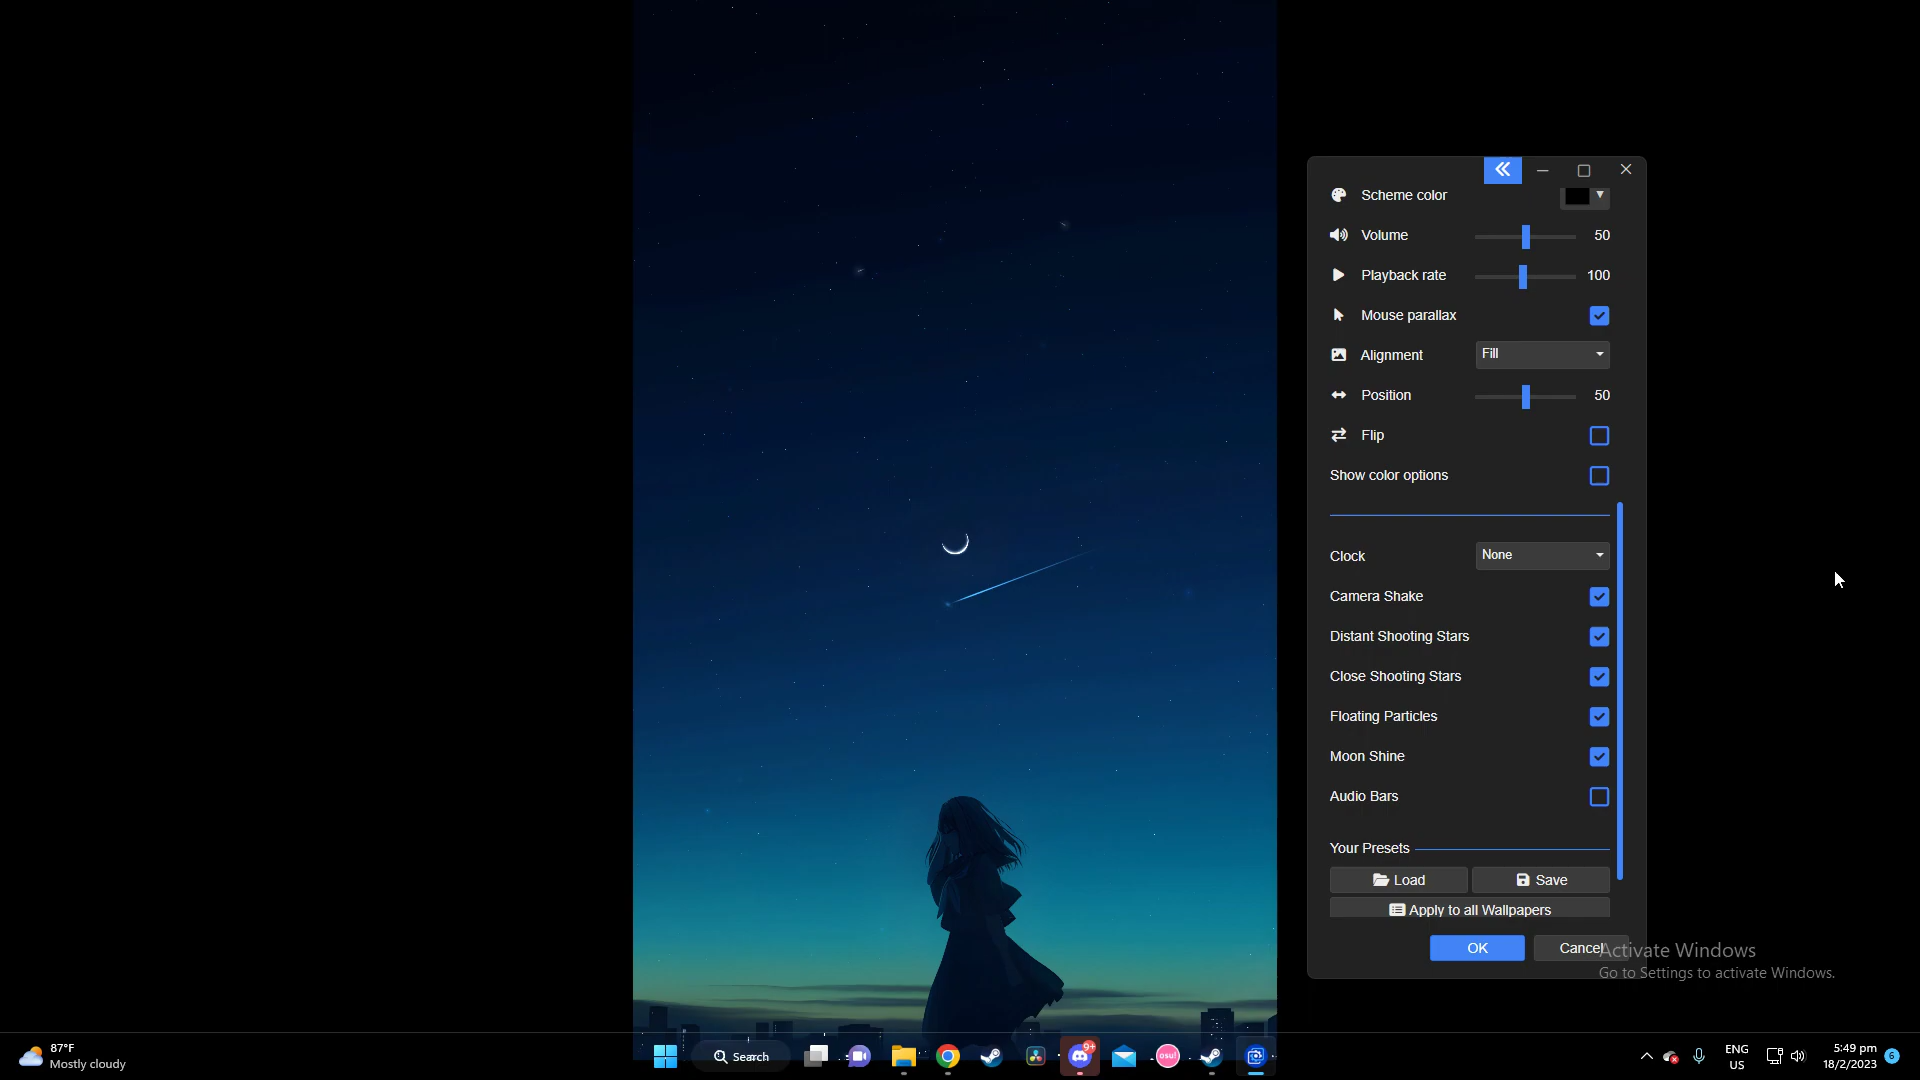 Scheme color
Volume 50
Playback rate 100
Mouse parallax
Alignment Fill
Position 50
Flip
Show color options
Clock None
Camera Shake
Distant Shooting Stars
Close Shooting Stars
Floating Particles
Moon Shine
Audio Bars
Your Presets
Load Save
Apply to all Wallpapers
OK Cancel
Activate Windows
Go to Settings to activate Windows.
87°F
Mostly cloudy
Search
9+
osu!
ENG
US
5:49 pm
18/2/2023
6